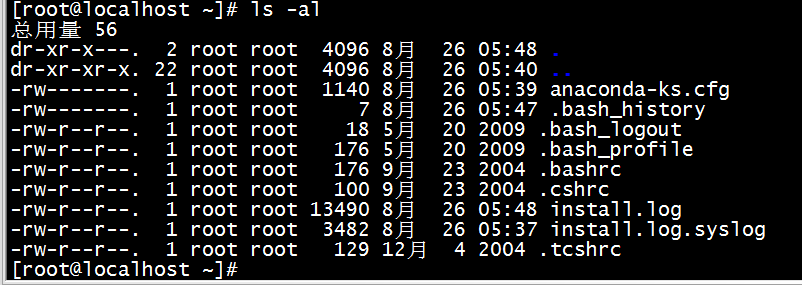 [root@localhost ~]# ls -al
总用量 56
dr-xr-x---.  2 root root  4096 8月  26 05:48 .
dr-xr-xr-x. 22 root root  4096 8月  26 05:40 ..
-rw-------.  1 root root  1140 8月  26 05:39 anaconda-ks.cfg
-rw-------.  1 root root     7 8月  26 05:47 .bash_history
-rw-r--r--.  1 root root    18 5月  20 2009 .bash_logout
-rw-r--r--.  1 root root   176 5月  20 2009 .bash_profile
-rw-r--r--.  1 root root   176 9月  23 2004 .bashrc
-rw-r--r--.  1 root root   100 9月  23 2004 .cshrc
-rw-r--r--.  1 root root 13490 8月  26 05:48 install.log
-rw-r--r--.  1 root root  3482 8月  26 05:37 install.log.syslog
-rw-r--r--.  1 root root   129 12月  4 2004 .tcshrc
[root@localhost ~]#